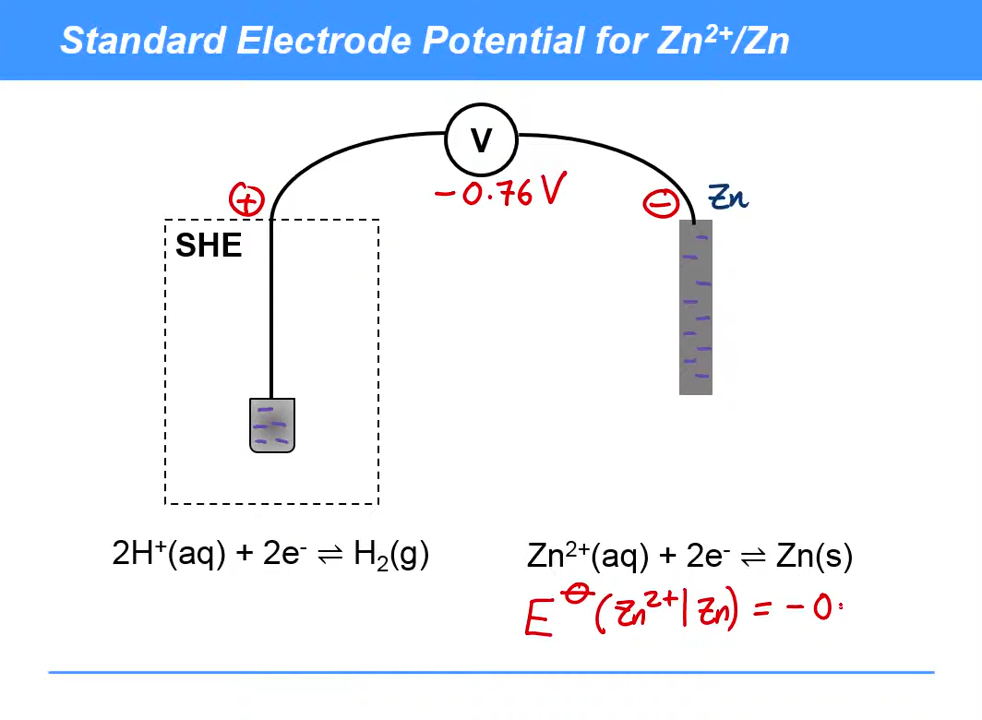 Standard Electrode Potential for Zn²⁺/Zn
V
−0.76 V
⊕
⊖
Zn
SHE
2H⁺(aq) + 2e⁻ ⇌ H₂(g)
Zn²⁺(aq) + 2e⁻ ⇌ Zn(s)
E⦵(Zn²⁺|Zn) = −0.